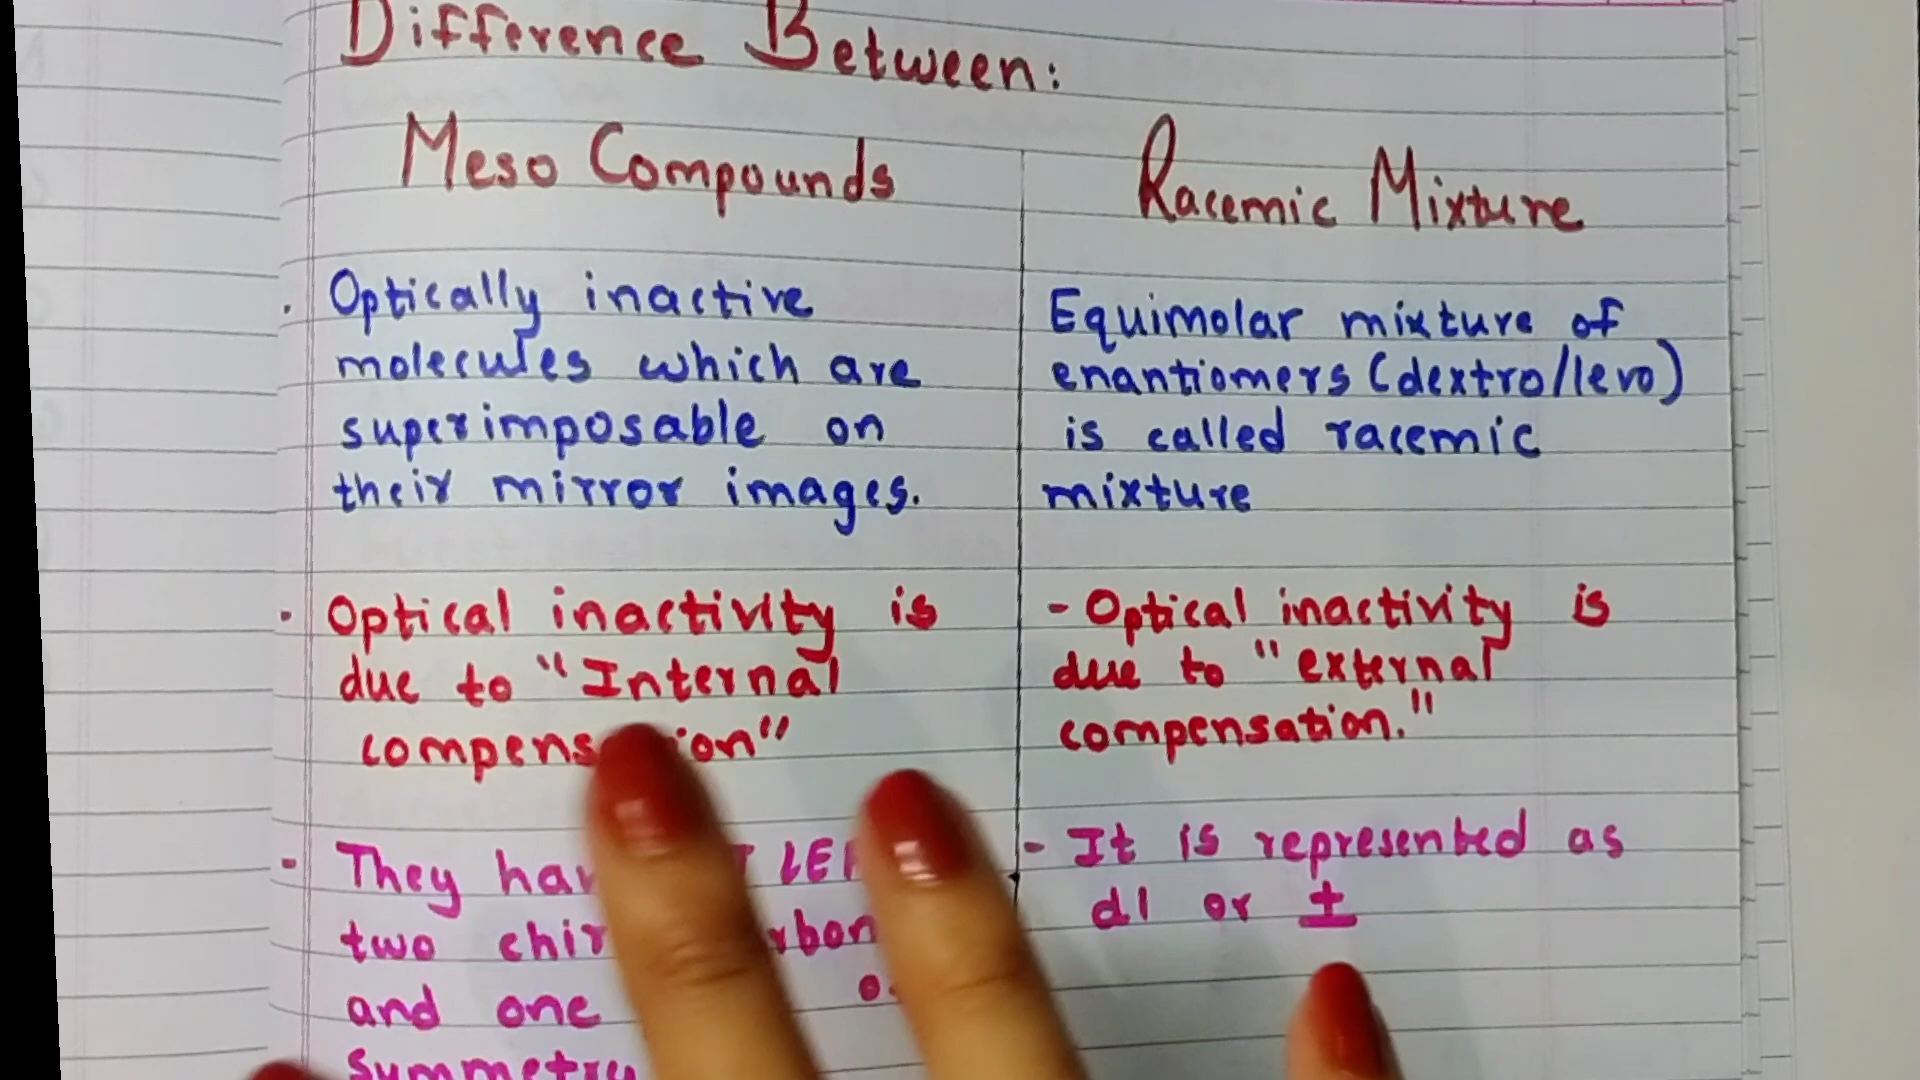 Difference Between:
Meso Compounds
Racemic Mixture
. Optically inactive
molecules which are
superimposable on
their mirror images.
Equimolar mixture of
enantiomers (dextro/levo)
is called racemic
mixture
- Optical inactivity is
due to "Internal
"
- Optical inactivity is
due to "external
compensation."
- They
two
and one
symmetry
- It is represented as
dl or ±